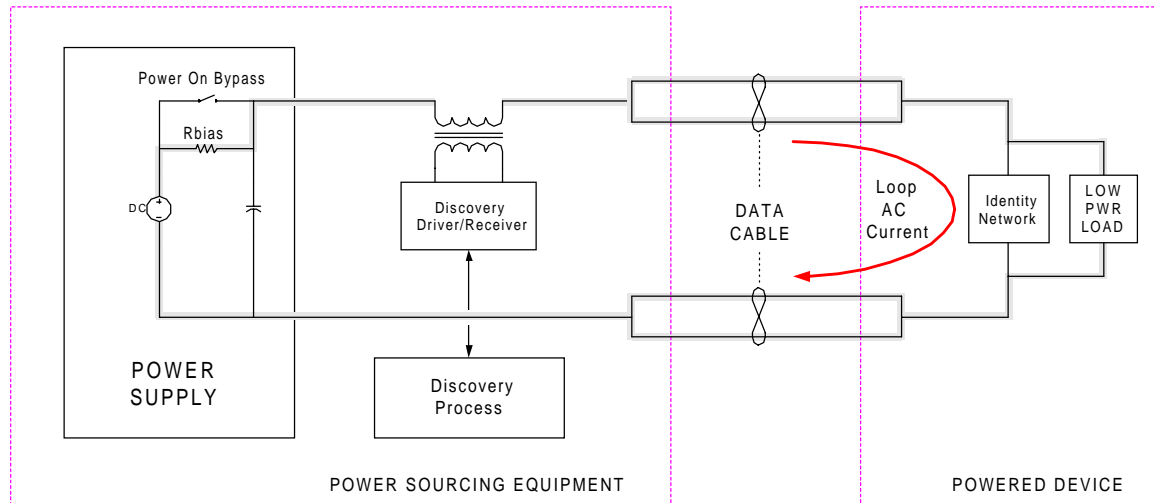 Power On Bypass
Rbias
DC
+
−
POWER
SUPPLY
Discovery
Driver/Receiver
Discovery
Process
DATA
CABLE
Loop
AC
Current
Identity
Network
LOW
PWR
LOAD
POWER SOURCING EQUIPMENT
POWERED DEVICE